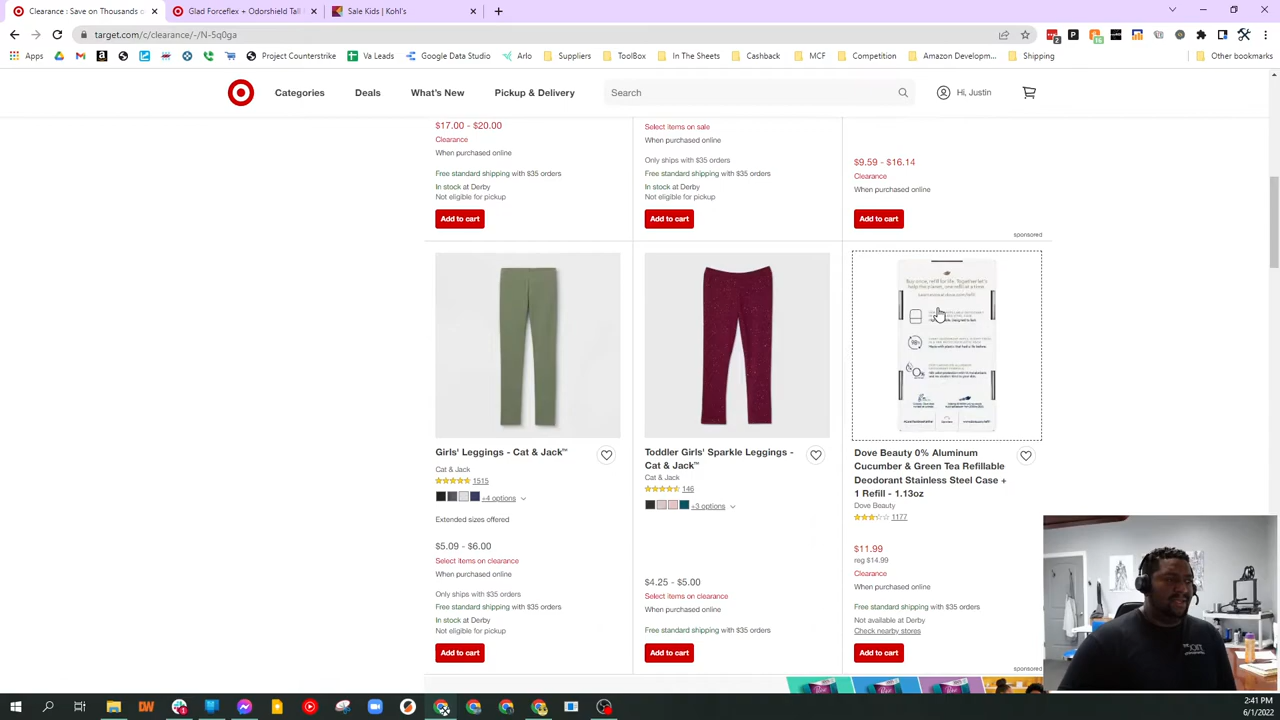 Clearance : Save on Thousands o
Glad Forceflex + Odorshield Tall
Sale Kids | Kohl's
target.com/c/clearance/-/N-5q0ga
Apps
Va Leads
Project Counterstrike
Google Data Studio
Arlo
Suppliers
ToolBox
In The Sheets
Cashback
MCF
Competition
Amazon Developm...
Shipping
Other bookmarks
Categories
Deals
What's New
Pickup & Delivery
Search
Hi, Justin
$17.00 - $20.00
Clearance
When purchased online
Free standard shipping with $35 orders
In stock at Derby
Not eligible for pickup
Add to cart
Select items on sale
When purchased online
Only ships with $35 orders
Free standard shipping with $35 orders
In stock at Derby
Not eligible for pickup
Add to cart
$9.59 - $16.14
Clearance
When purchased online
Add to cart
sponsored
Girls' Leggings - Cat & Jack™
Cat & Jack
1515
+4 options
Extended sizes offered
$5.09 - $6.00
Select items on clearance
When purchased online
Only ships with $35 orders
Free standard shipping with $35 orders
In stock at Derby
Not eligible for pickup
Add to cart
Toddler Girls' Sparkle Leggings -
Cat & Jack™
Cat & Jack
146
+3 options
$4.25 - $5.00
Select items on clearance
When purchased online
Free standard shipping with $35 orders
Add to cart
Dove Beauty 0% Aluminum
Cucumber & Green Tea Refillable
Deodorant Stainless Steel Case +
1 Refill - 1.13oz
Dove Beauty
1177
$11.99
reg $14.99
Clearance
When purchased online
Free standard shipping with $35 orders
Not available at Derby
Check nearby stores
Add to cart
sponsored
2:41 PM
6/1/2022